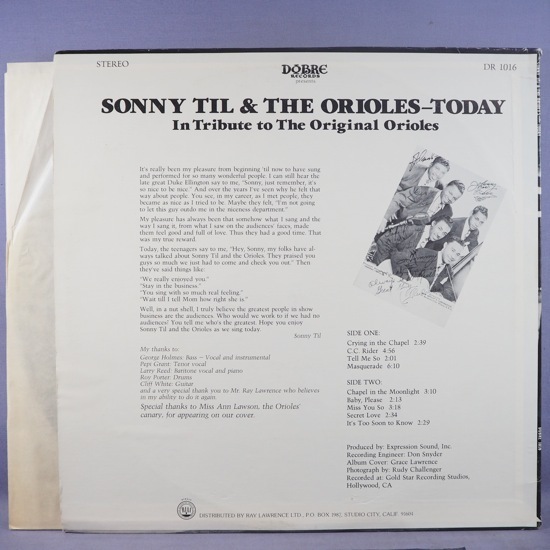 STEREO
DOBRE
RECORDS
presents
DR 1016
SONNY TIL & THE ORIOLES—TODAY
In Tribute to The Original Orioles
It's really been my pleasure from beginning 'til now to have sung
and performed for so many wonderful people. I can still hear the
late great Duke Ellington say to me, "Sonny, just remember, it's
so nice to be nice." And over the years I've seen why he felt that
way about people. You see, in my career, as I met people, they
became as nice as I tried to be. Maybe they felt, "I'm not going
to let this guy outdo me in the niceness department."
My pleasure has always been that somewhat what I sang and the
way I sang it, from what I saw on the audiences' faces, made
them feel good and full of love. Thus they had a good time. That
was my true reward.
Today, the teenagers say to me, "Hey, Sonny, my folks have al-
ways talked about Sonny Til and the Orioles. They praised you
guys so much we just had to come and check you out." Then
they've said things like:
"We really enjoyed you."
"Stay in the business."
"You sing with so much real feeling."
"Wait till I tell Mom how right she is."
Well, in a nut shell, I truly believe the greatest people in show
business are the audiences. Who would we work to if we had no
audiences? You tell me who's the greatest. Hope you enjoy
Sonny Til and the Orioles as we sing today.
Sonny Til
My thanks to:
George Holmes: Bass — Vocal and instrumental
Pepi Grant: Tenor vocal
Larry Reed: Baritone vocal and piano
Roy Porter: Drums
Cliff White: Guitar
and a very special thank you to Mr. Ray Lawrence who believes
in my ability to do it again.
Special thanks to Miss Ann Lawson, the Orioles'
canary, for appearing on our cover.
SIDE ONE:
Crying in the Chapel 2:39
C.C. Rider 4:56
Tell Me So 2:01
Masquerade 6:10
SIDE TWO:
Chapel in the Moonlight 3:10
Baby, Please 2:13
Miss You So 3:18
Secret Love 2:34
It's Too Soon to Know 2:29
Produced by: Expression Sound, Inc.
Recording Engineer: Don Snyder
Album Cover: Grace Lawrence
Photograph by: Rudy Challenger
Recorded at: Gold Star Recording Studios,
Hollywood, CA
DISTRIBUTED BY RAY LAWRENCE LTD., P.O. BOX 1987, STUDIO CITY, CALIF. 91604